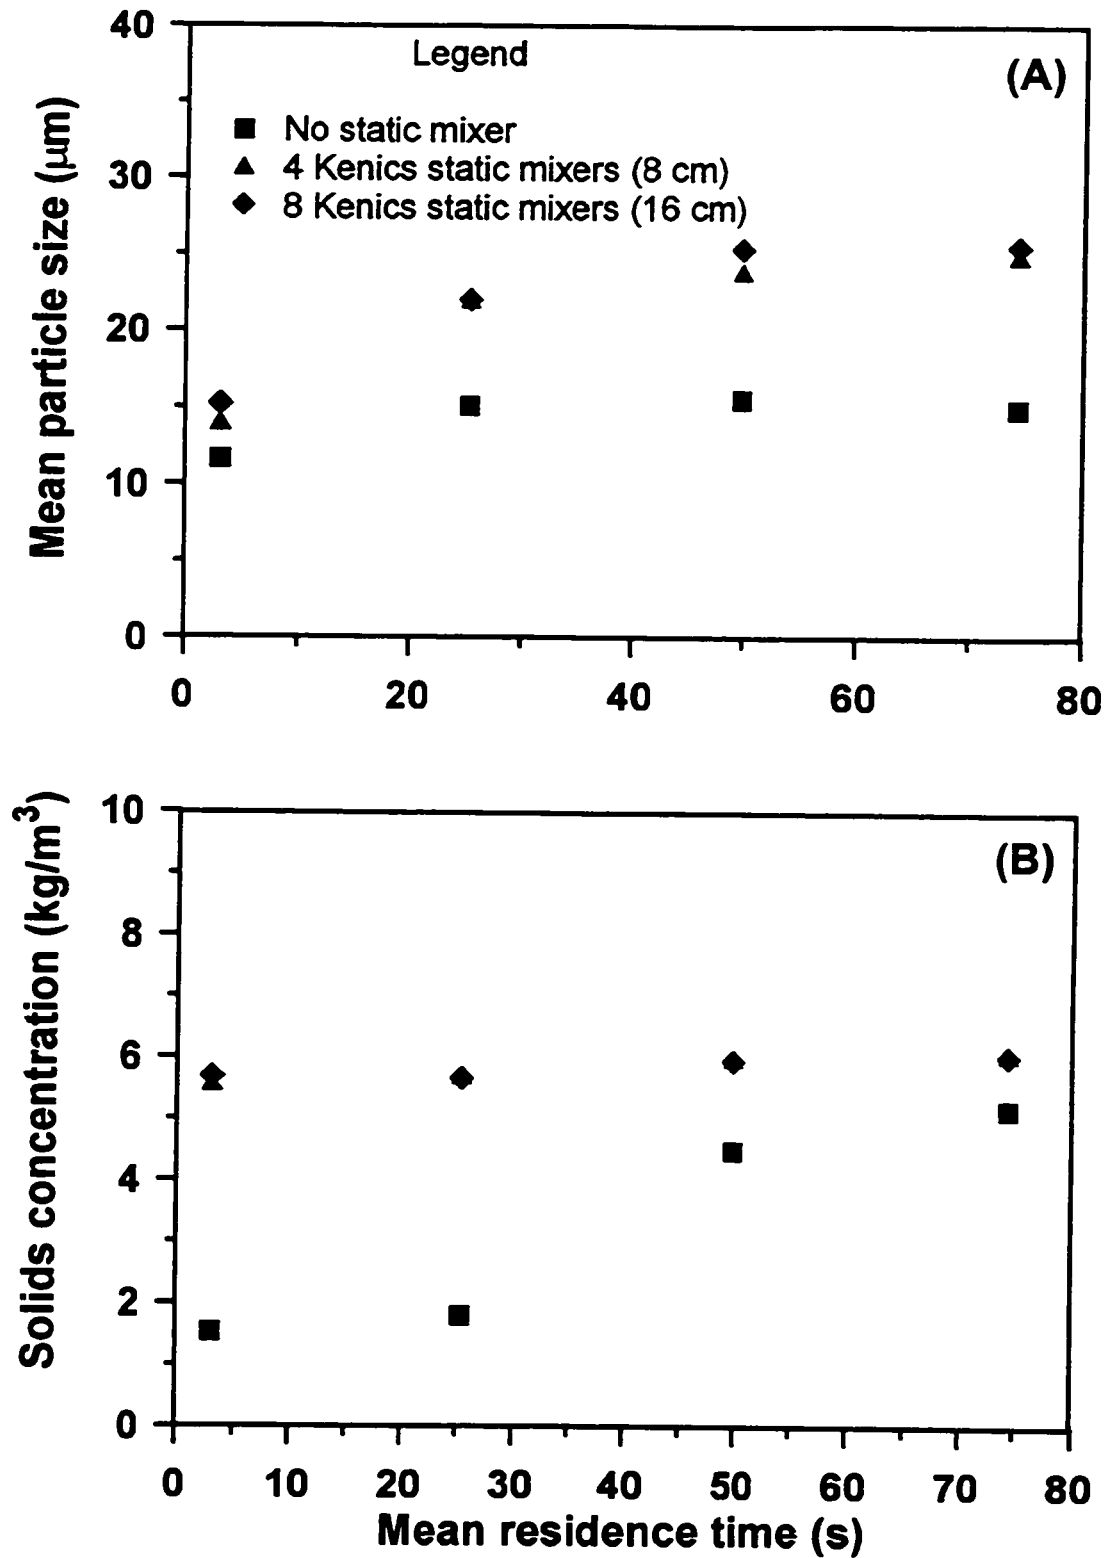 40
Legend
(A)
No static mixer
4 Kenics static mixers (8 cm)
30
8 Kenics static mixers (16 cm)
20
10
0
Mean particle size (μm)
0 20 40 60 80
10
(B)
8
6
4
2
0
Solids concentration (kg/m³)
0 10 20 30 40 50 60 70 80
Mean residence time (s)